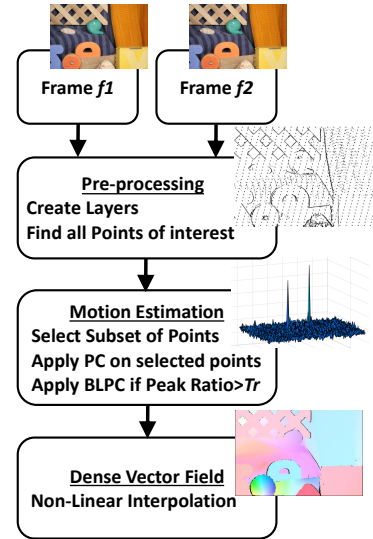 Frame f1
Frame f2
Pre-processing
Create Layers
Find all Points of interest
Motion Estimation
Select Subset of Points
Apply PC on selected points
Apply BLPC if Peak Ratio>Tr
Dense Vector Field
Non-Linear Interpolation